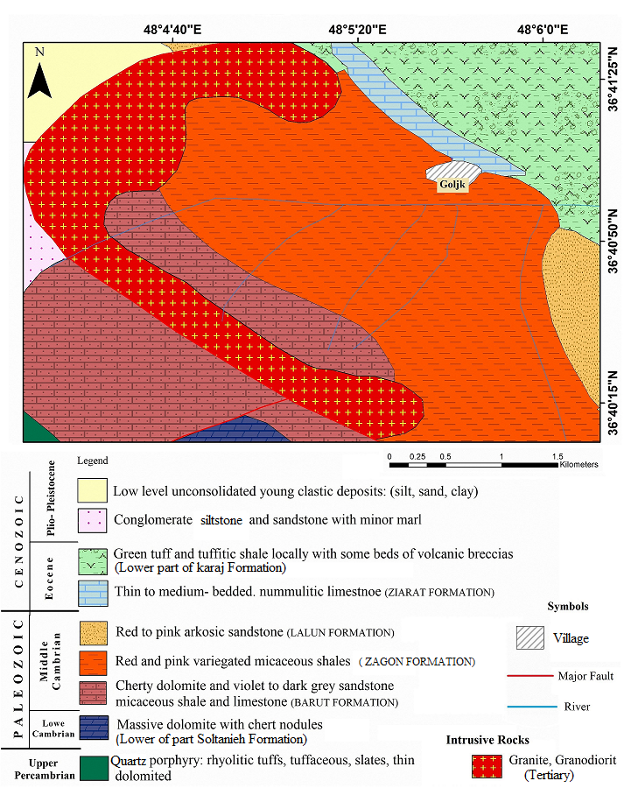 48°4'40"E 48°5'20"E 48°6'0"E
N
36°41'25"N
Goljk
36°40'50"N
36°40'15"N
0 0.25 0.5 1 1.5
Kilometers
Legend
CENOZOIC
Plio-Pleistocene
Low level unconsolidated young clastic deposits: (silt, sand, clay)
Conglomerate siltstone and sandstone with minor marl
Eocene
Green tuff and tuffitic shale locally with some beds of volcanic breccias
(Lower part of karaj Formation)
Thin to medium- bedded. nummulitic limestnoe (ZIARAT FORMATION)
PALEOZOIC
Middle
Cambrian
Red to pink arkosic sandstone (LALUN FORMATION)
Red and pink variegated micaceous shales (ZAGON FORMATION)
Cherty dolomite and violet to dark grey sandstone
micaceous shale and limestone (BARUT FORMATION)
Lowe
Cambrian
Massive dolomite with chert nodules
(Lower of part Soltanieh Formation)
Upper
Percambrian
Quartz porphyry: rhyolitic tuffs, tuffaceous, slates, thin
dolomited
Symbols
Village
Major Fault
River
Intrusive Rocks
Granite, Granodiorit
(Tertiary)